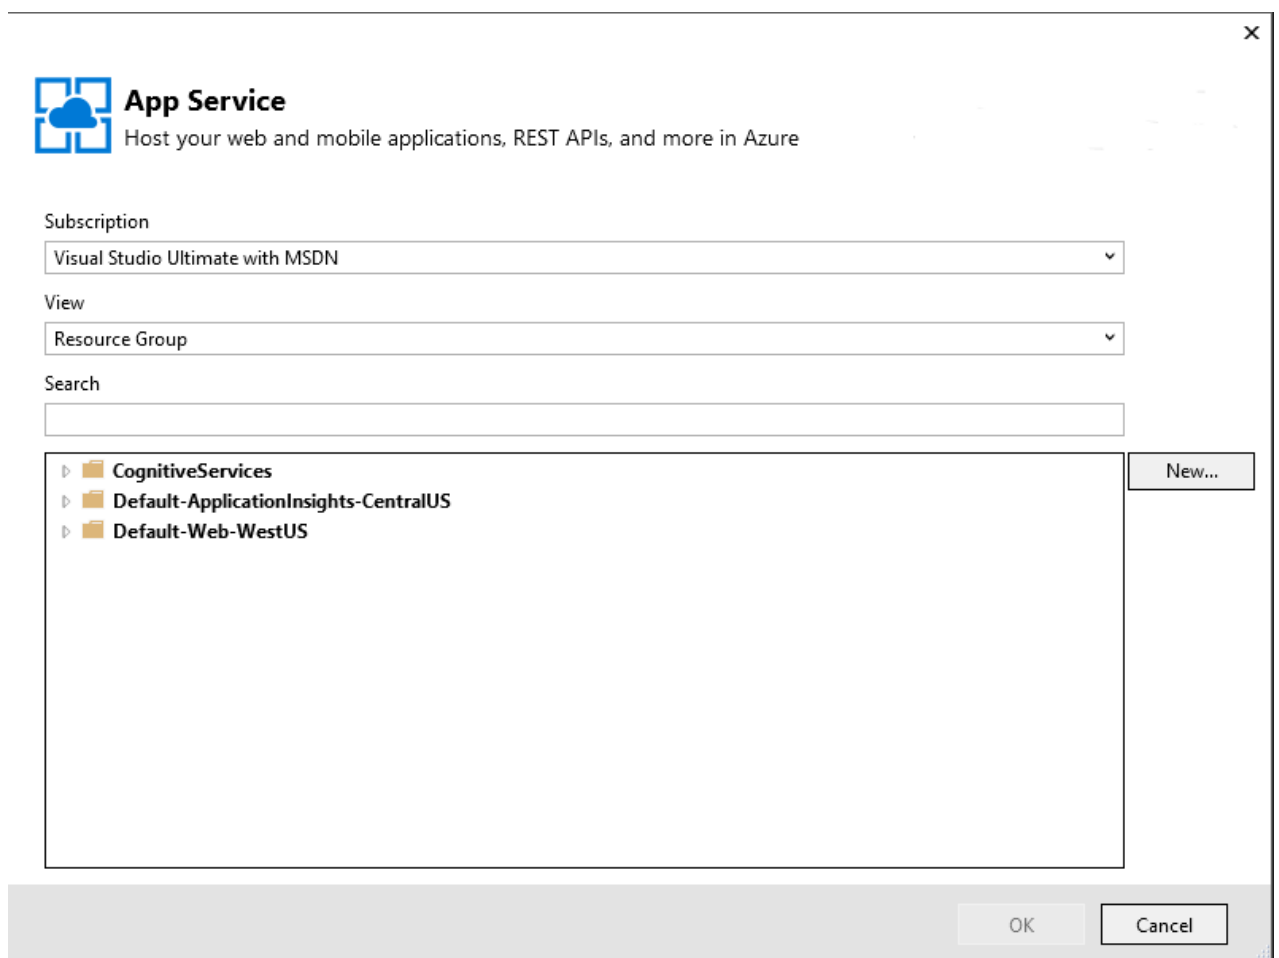 App Service
Host your web and mobile applications, REST APIs, and more in Azure
Subscription
Visual Studio Ultimate with MSDN
View
Resource Group
Search
CognitiveServices
New...
Default-ApplicationInsights-CentralUS
Default-Web-WestUS
OK
Cancel